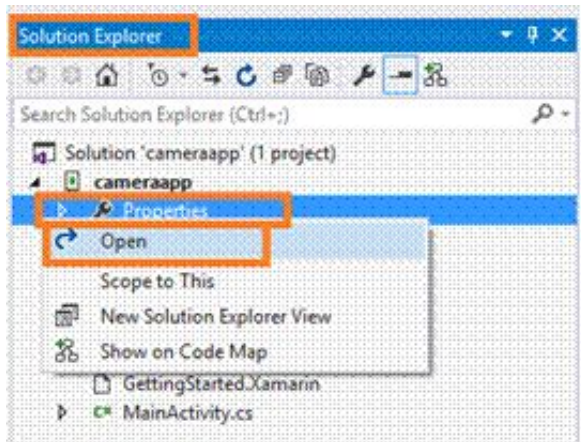 Solution Explorer
Search Solution Explorer (Ctrl+;)
Solution 'cameraapp' (1 project)
cameraapp
Properties
Open
Scope to This
New Solution Explorer View
Show on Code Map
GettingStarted.Xamarin
C# MainActivity.cs